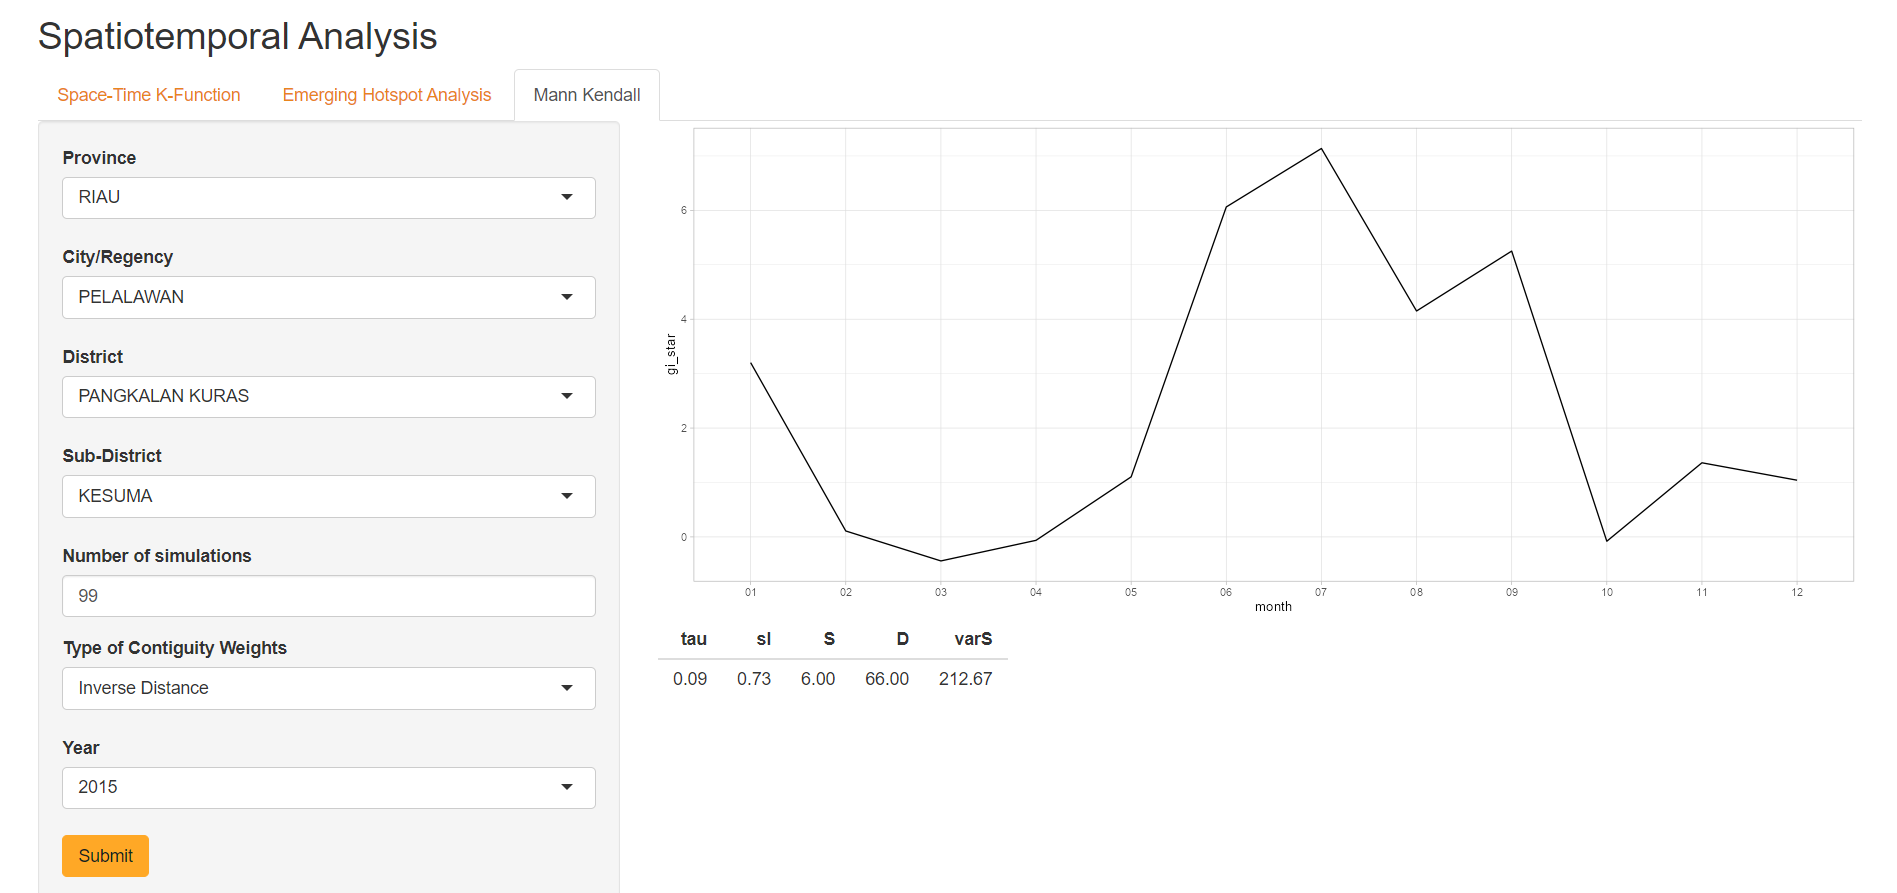 Spatiotemporal Analysis
Space-Time K-Function Emerging Hotspot Analysis Mann Kendall
Province
RIAU
City/Regency
PELALAWAN
District
PANGKALAN KURAS
Sub-District
KESUMA
Number of simulations
99
Type of Contiguity Weights
Inverse Distance
Year
2015
Submit
gi_star
6
4
2
0
01 02 03 04 05 06 07 08 09 10 11 12
month
tau sl S D varS
0.09 0.73 6.00 66.00 212.67